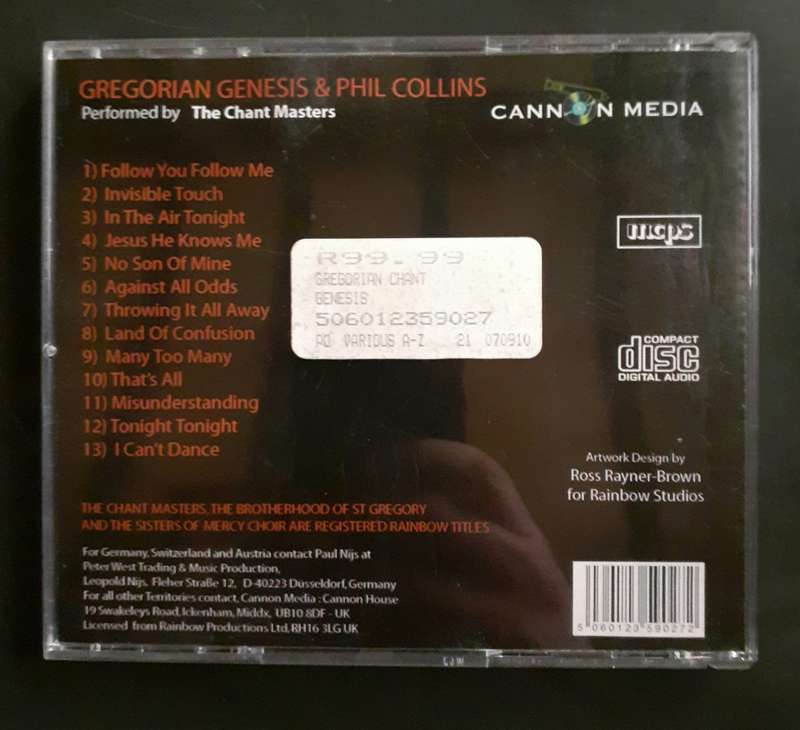 GREGORIAN GENESIS & PHIL COLLINS
Performed by The Chant Masters
CANNON MEDIA
1) Follow You Follow Me
2) Invisible Touch
3) In The Air Tonight
4) Jesus He Knows Me
5) No Son Of Mine
6) Against All Odds
7) Throwing It All Away
8) Land Of Confusion
9) Many Too Many
10) That's All
11) Misunderstanding
12) Tonight Tonight
13) I Can't Dance
R99.99
GREGORIAN CHANT
GENESIS
506012359027
AO VARIOUS A-Z 21 070910
mcps
COMPACT
disc
DIGITAL AUDIO
Artwork Design by
Ross Rayner-Brown
for Rainbow Studios
THE CHANT MASTERS, THE BROTHERHOOD OF ST GREGORY
AND THE SISTERS OF MERCY CHOIR ARE REGISTERED RAINBOW TITLES
For Germany, Switzerland and Austria contact Paul Nijs at
Peter West Trading & Music Production,
Leopold Nijs, Fleher Straße 12, D-40223 Düsseldorf, Germany
For all other Territories contact, Cannon Media : Cannon House
19 Swakeleys Road, Ickenham, Middx, UB10 8DF - UK
Licensed from Rainbow Productions Ltd, RH16 3LG UK
5 060123 590272